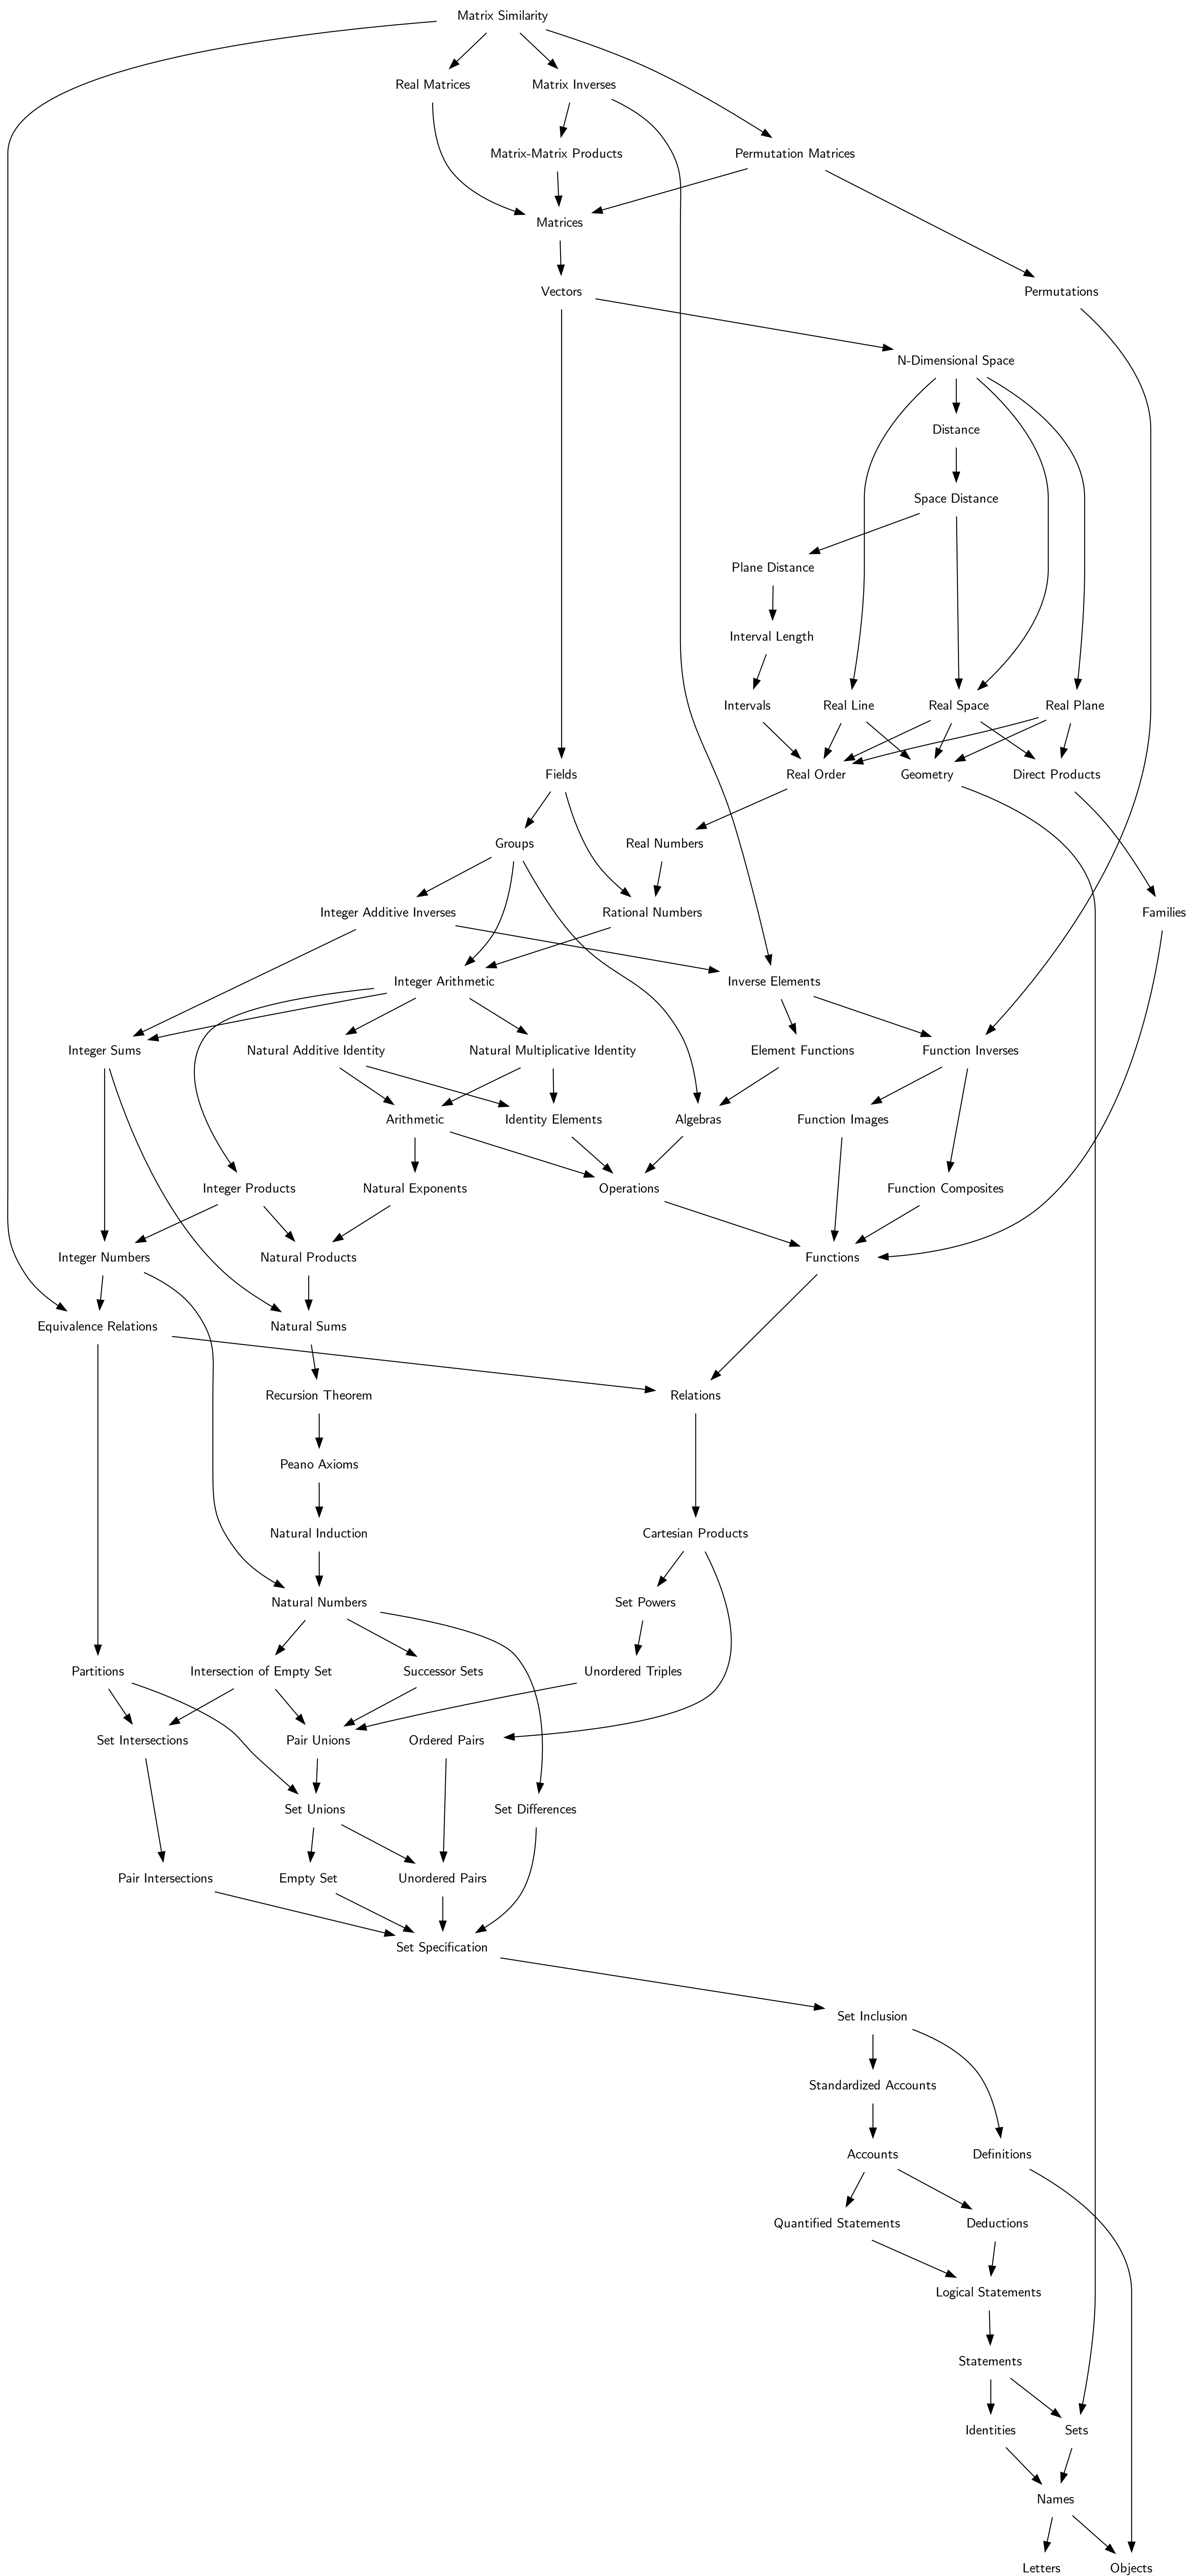 Matrix Similarity
Real Matrices
Matrix Inverses
Matrix-Matrix Products
Permutation Matrices
Matrices
Vectors
Permutations
N-Dimensional Space
Distance
Space Distance
Plane Distance
Interval Length
Intervals
Real Line
Real Space
Real Plane
Fields
Real Order
Geometry
Direct Products
Groups
Real Numbers
Integer Additive Inverses
Rational Numbers
Families
Integer Arithmetic
Inverse Elements
Integer Sums
Natural Additive Identity
Natural Multiplicative Identity
Element Functions
Function Inverses
Arithmetic
Identity Elements
Algebras
Function Images
Integer Products
Natural Exponents
Operations
Function Composites
Integer Numbers
Natural Products
Functions
Equivalence Relations
Natural Sums
Recursion Theorem
Relations
Peano Axioms
Natural Induction
Cartesian Products
Natural Numbers
Set Powers
Partitions
Intersection of Empty Set
Successor Sets
Unordered Triples
Set Intersections
Pair Unions
Ordered Pairs
Set Unions
Set Differences
Pair Intersections
Empty Set
Unordered Pairs
Set Specification
Set Inclusion
Standardized Accounts
Accounts
Definitions
Quantified Statements
Deductions
Logical Statements
Statements
Identities
Sets
Names
Letters
Objects